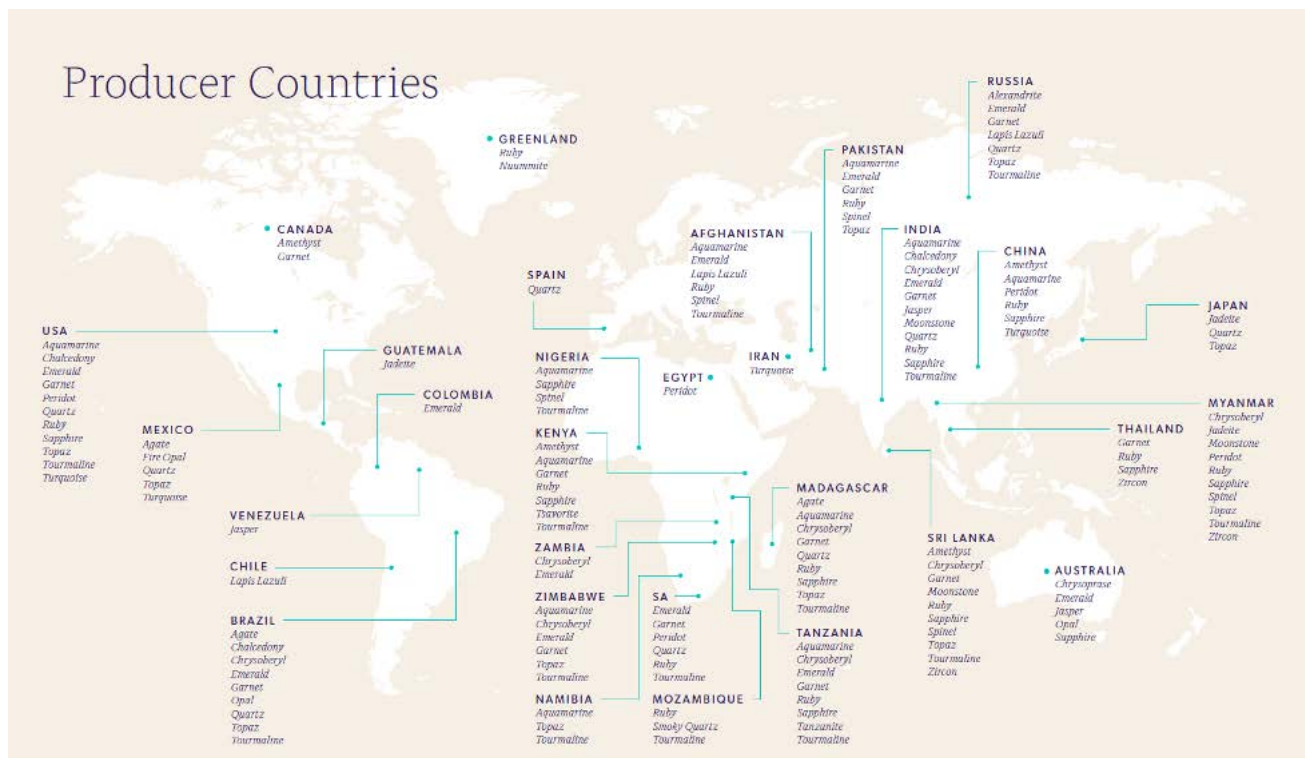 Producer Countries
GREENLAND
Ruby
Nuummite
CANADA
Amethyst
Garnet
USA
Aquamarine
Chalcedony
Emerald
Garnet
Peridot
Quartz
Ruby
Sapphire
Topaz
Tourmaline
Turquoise
MEXICO
Agate
Fire Opal
Quartz
Topaz
Turquoise
GUATEMALA
Jadeite
COLOMBIA
Emerald
VENEZUELA
Jasper
CHILE
Lapis Lazuli
BRAZIL
Agate
Chalcedony
Chrysoberyl
Emerald
Garnet
Opal
Quartz
Topaz
Tourmaline
SPAIN
Quartz
NIGERIA
Aquamarine
Sapphire
Spinel
Tourmaline
KENYA
Amethyst
Aquamarine
Garnet
Ruby
Sapphire
Tsavorite
Tourmaline
ZAMBIA
Chrysoberyl
Emerald
ZIMBABWE
Aquamarine
Chrysoberyl
Emerald
Garnet
Topaz
Tourmaline
NAMIBIA
Aquamarine
Topaz
Tourmaline
SA
Emerald
Garnet
Peridot
Quartz
Ruby
Tourmaline
MOZAMBIQUE
Ruby
Smoky Quartz
Tourmaline
EGYPT
Peridot
IRAN
Turquoise
AFGHANISTAN
Aquamarine
Emerald
Lapis Lazuli
Ruby
Spinel
Tourmaline
PAKISTAN
Aquamarine
Emerald
Garnet
Ruby
Spinel
Topaz
RUSSIA
Alexandrite
Emerald
Garnet
Lapis Lazuli
Quartz
Topaz
Tourmaline
INDIA
Aquamarine
Chalcedony
Chrysoberyl
Emerald
Garnet
Jasper
Moonstone
Quartz
Ruby
Sapphire
Tourmaline
CHINA
Amethyst
Aquamarine
Peridot
Ruby
Sapphire
Turquoise
JAPAN
Jadeite
Quartz
Topaz
MYANMAR
Chrysoberyl
Jadeite
Moonstone
Peridot
Ruby
Sapphire
Spinel
Topaz
Tourmaline
Zircon
THAILAND
Garnet
Ruby
Sapphire
Zircon
MADAGASCAR
Agate
Aquamarine
Chrysoberyl
Garnet
Quartz
Ruby
Sapphire
Topaz
Tourmaline
TANZANIA
Aquamarine
Chrysoberyl
Emerald
Garnet
Ruby
Sapphire
Tanzanite
Tourmaline
SRI LANKA
Amethyst
Chrysoberyl
Garnet
Moonstone
Ruby
Sapphire
Spinel
Topaz
Tourmaline
Zircon
AUSTRALIA
Chrysoprase
Emerald
Jasper
Opal
Sapphire